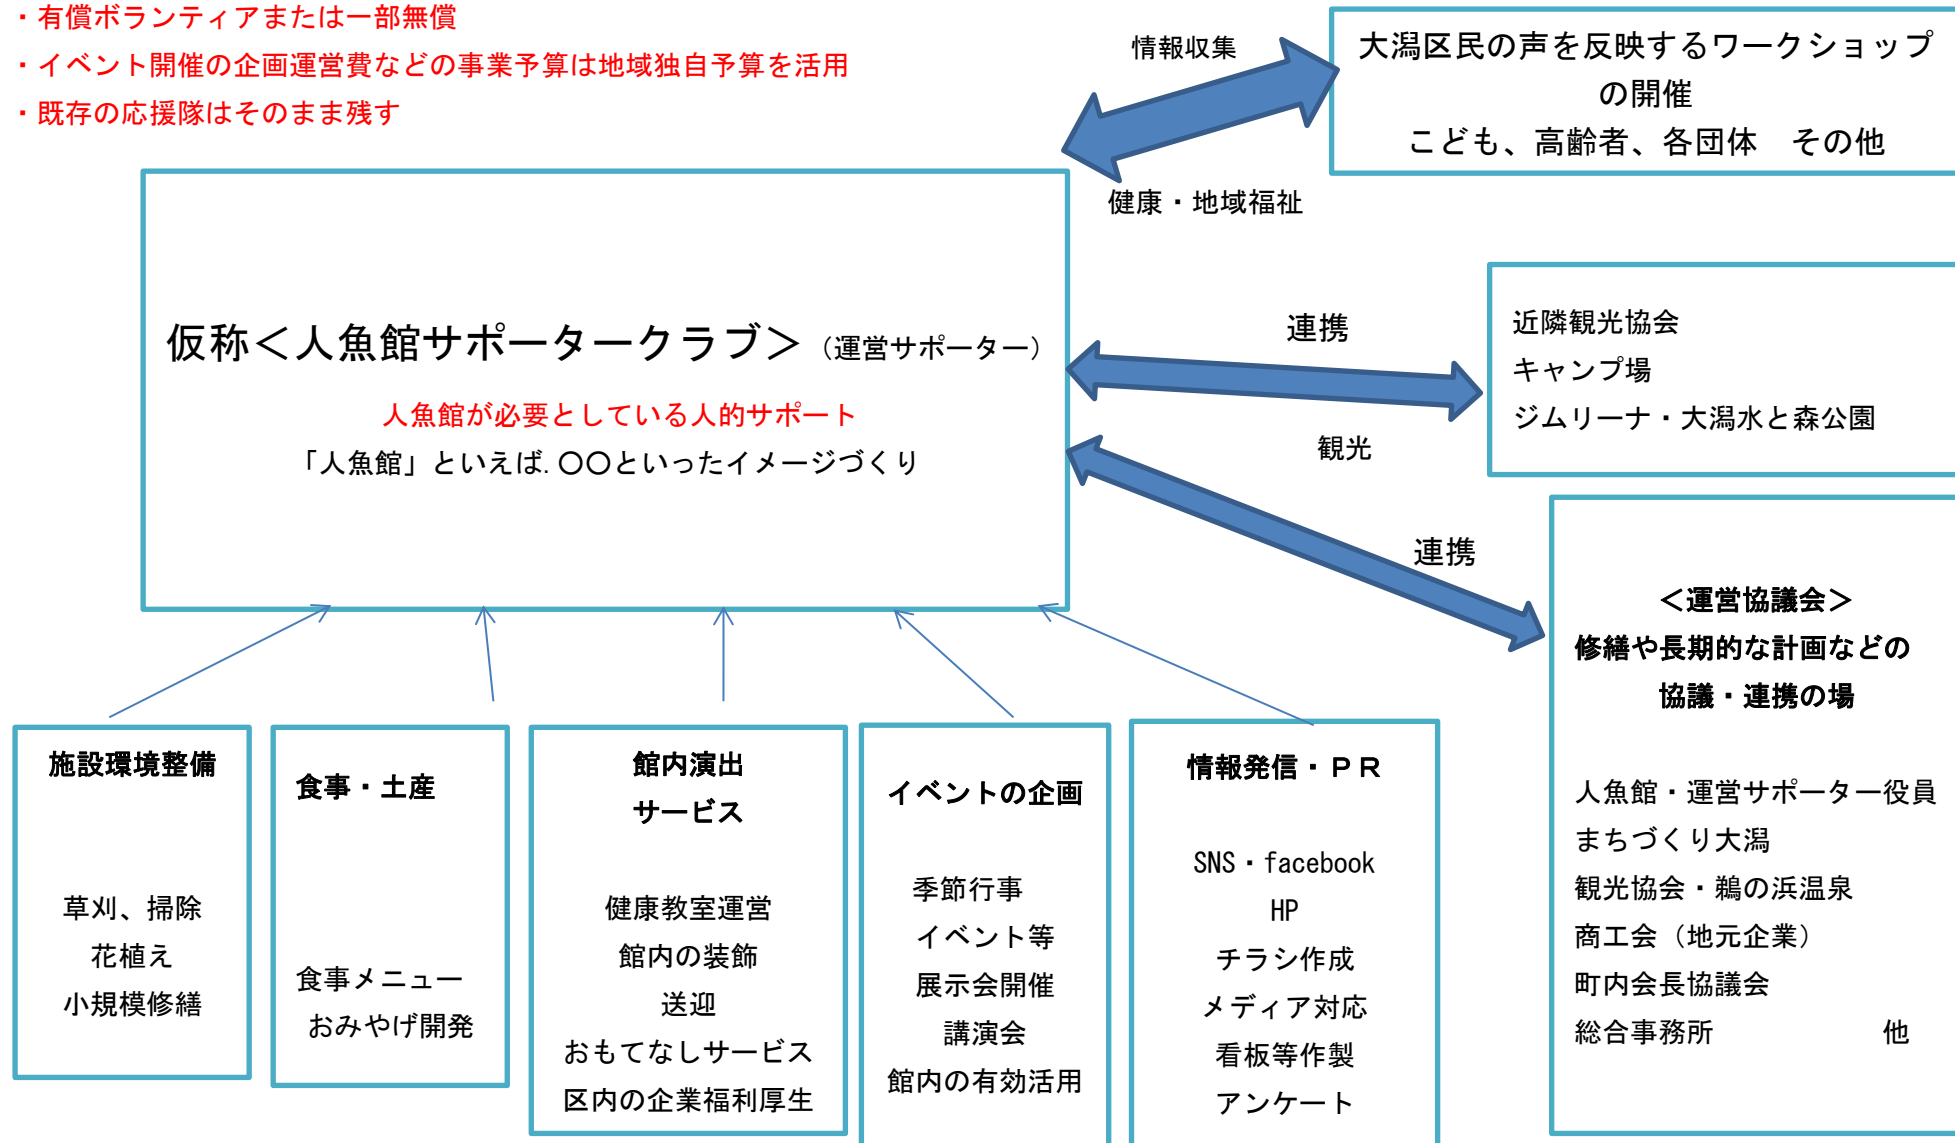 ・有償ボランティアまたは一部無償
・イベント開催の企画運営費などの事業予算は地域独自予算を活用
・既存の応援隊はそのまま残す
情報収集
大潟区民の声を反映するワークショップ
の開催
こども、高齢者、各団体　その他
健康・地域福祉
仮称＜人魚館サポータークラブ＞（運営サポーター）
人魚館が必要としている人的サポート
「人魚館」といえば.〇〇といったイメージづくり
連携
観光
近隣観光協会
キャンプ場
ジムリーナ・大潟水と森公園
連携
＜運営協議会＞
修繕や長期的な計画などの
協議・連携の場
人魚館・運営サポーター役員
まちづくり大潟
観光協会・鵜の浜温泉
商工会（地元企業）
町内会長協議会
総合事務所　　　　　　他
施設環境整備
草刈、掃除
花植え
小規模修繕
食事・土産
食事メニュー
おみやげ開発
館内演出
サービス
健康教室運営
館内の装飾
送迎
おもてなしサービス
区内の企業福利厚生
イベントの企画
季節行事
イベント等
展示会開催
講演会
館内の有効活用
情報発信・ＰＲ
SNS・facebook
HP
チラシ作成
メディア対応
看板等作製
アンケート